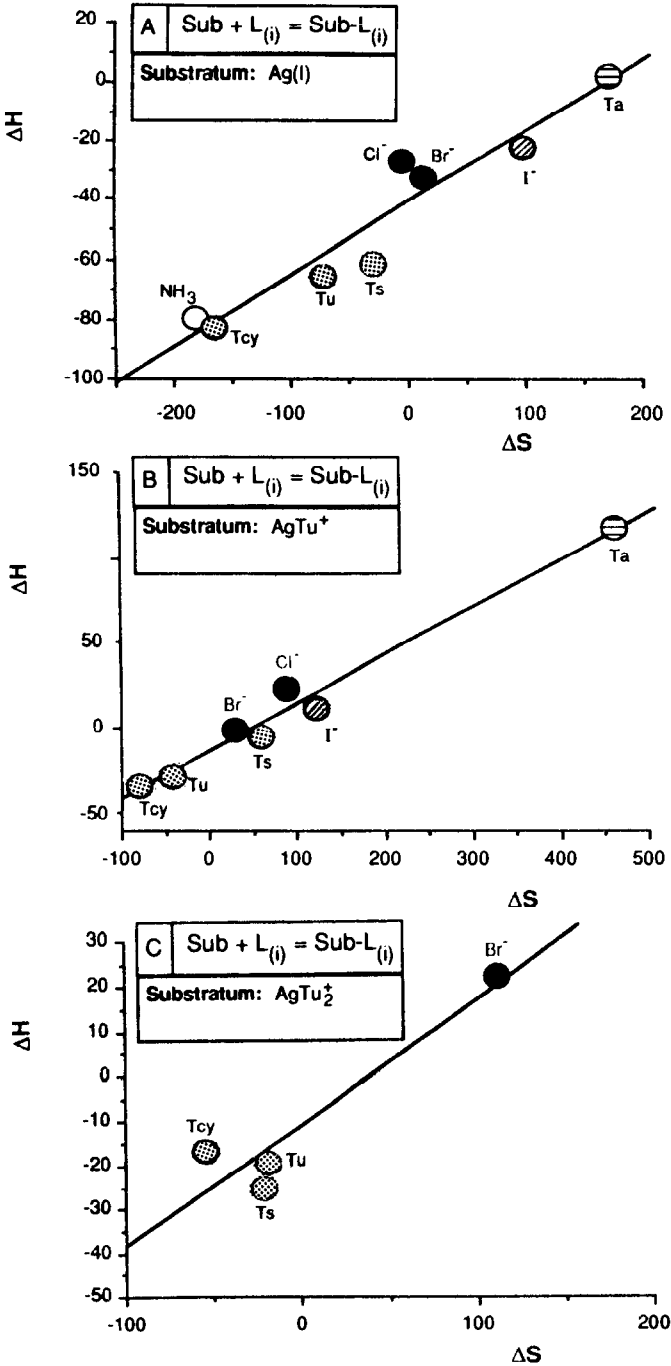 A Sub + L(i) = Sub-L(i)
Substratum: Ag(I)
20
0
-20
-40
-60
-80
-100
ΔH
Ta
Cl-
Br-
I-
Tu
Ts
NH3
Tcy
-200 -100 0 100 200
ΔS
B Sub + L(i) = Sub-L(i)
Substratum: AgTu+
150
50
0
-50
ΔH
Ta
Cl-
Br-
I-
Ts
Tu
Tcy
-100 0 100 200 300 400 500
ΔS
C Sub + L(i) = Sub-L(i)
Substratum: AgTu2+
30
20
10
0
-10
-20
-30
-40
-50
ΔH
Br-
Tcy
Tu
Ts
-100 0 100 200
ΔS